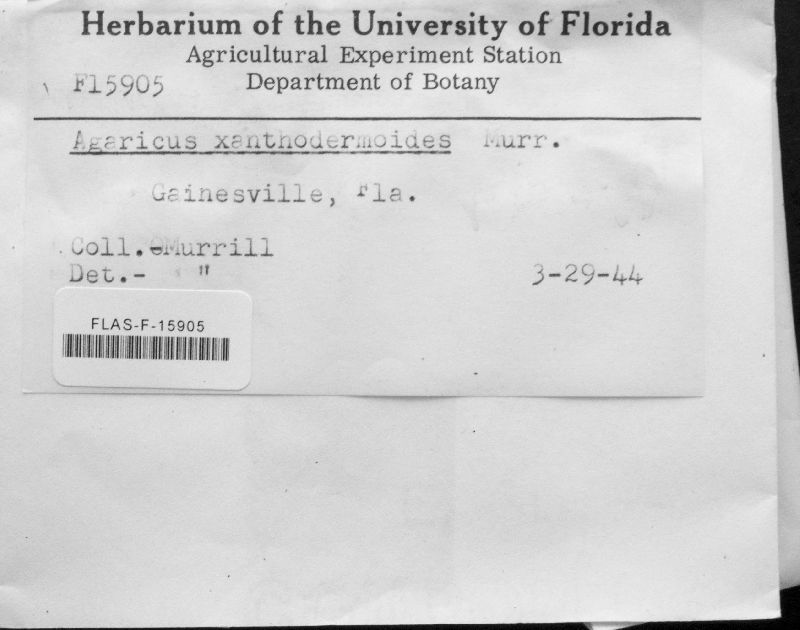 Herbarium of the University of Florida
Agricultural Experiment Station
F15905 Department of Botany
Agaricus xanthodermoides Murr.
Gainesville, Fla.
Coll.-Murrill
Det.- " 3-29-44
FLAS-F-15905